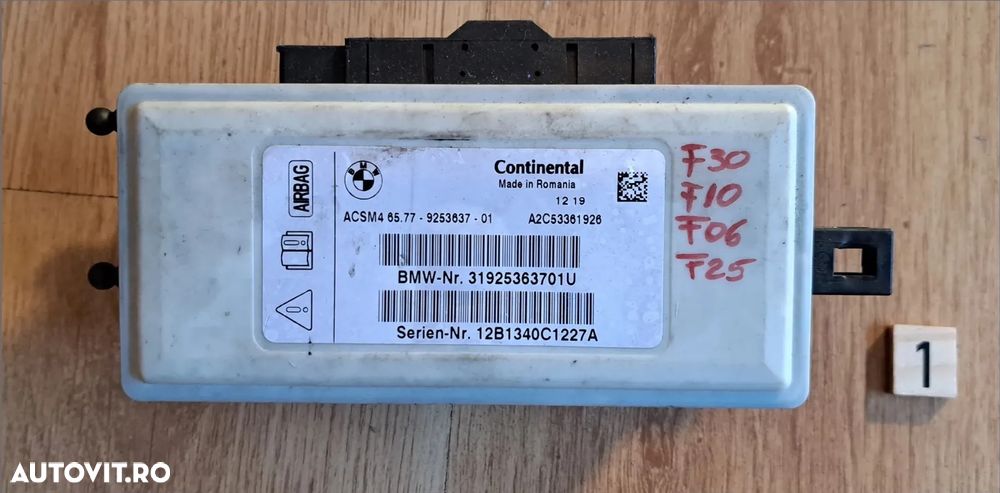 AIRBAG
BMW
Continental
Made in Romania
12 19
ACSM4 65.77 - 9253637 - 01 A2C53361926
BMW-Nr. 31925363701U
Serien-Nr. 12B1340C1227A
F30
F10
F06
F25
1
AUTOVIT.RO